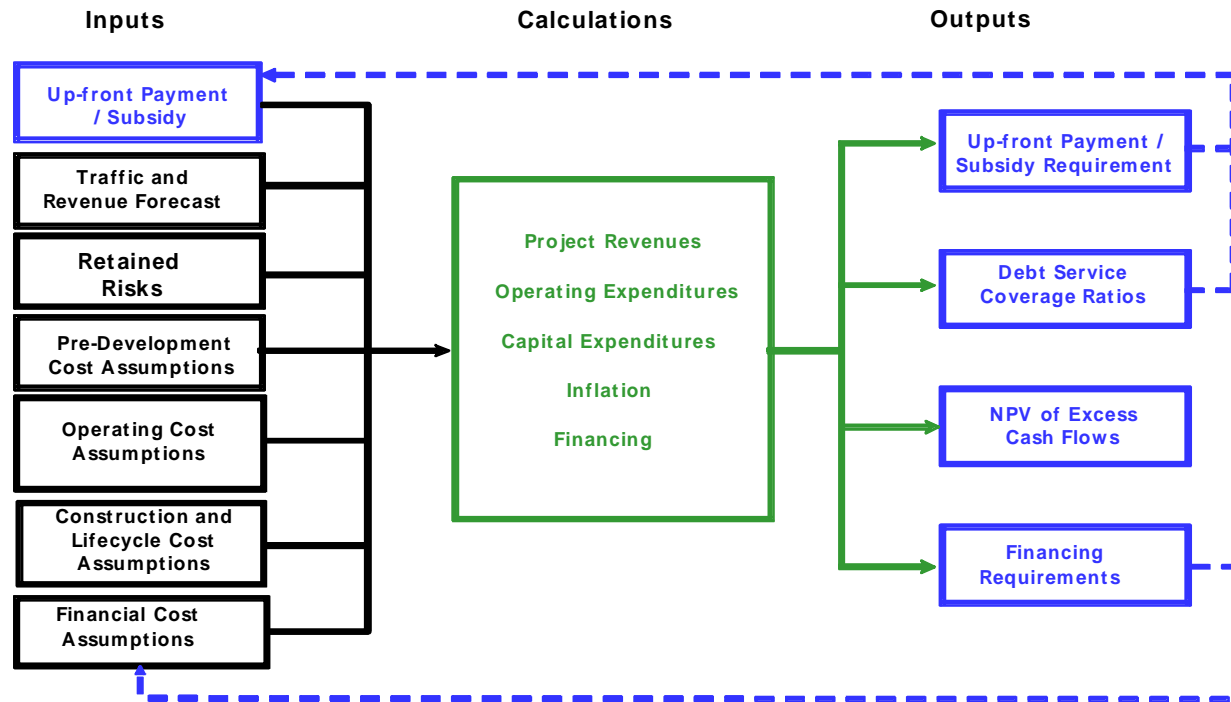 Inputs
Calculations
Outputs
Up-front Payment
/ Subsidy
Traffic and
Revenue Forecast
Retained
Risks
Pre-Development
Cost Assumptions
Operating Cost
Assumptions
Construction and
Lifecycle Cost
Assumptions
Financial Cost
Assumptions
Project Revenues
Operating Expenditures
Capital Expenditures
Inflation
Financing
Up-front Payment /
Subsidy Requirement
Debt Service
Coverage Ratios
NPV of Excess
Cash Flows
Financing
Requirements